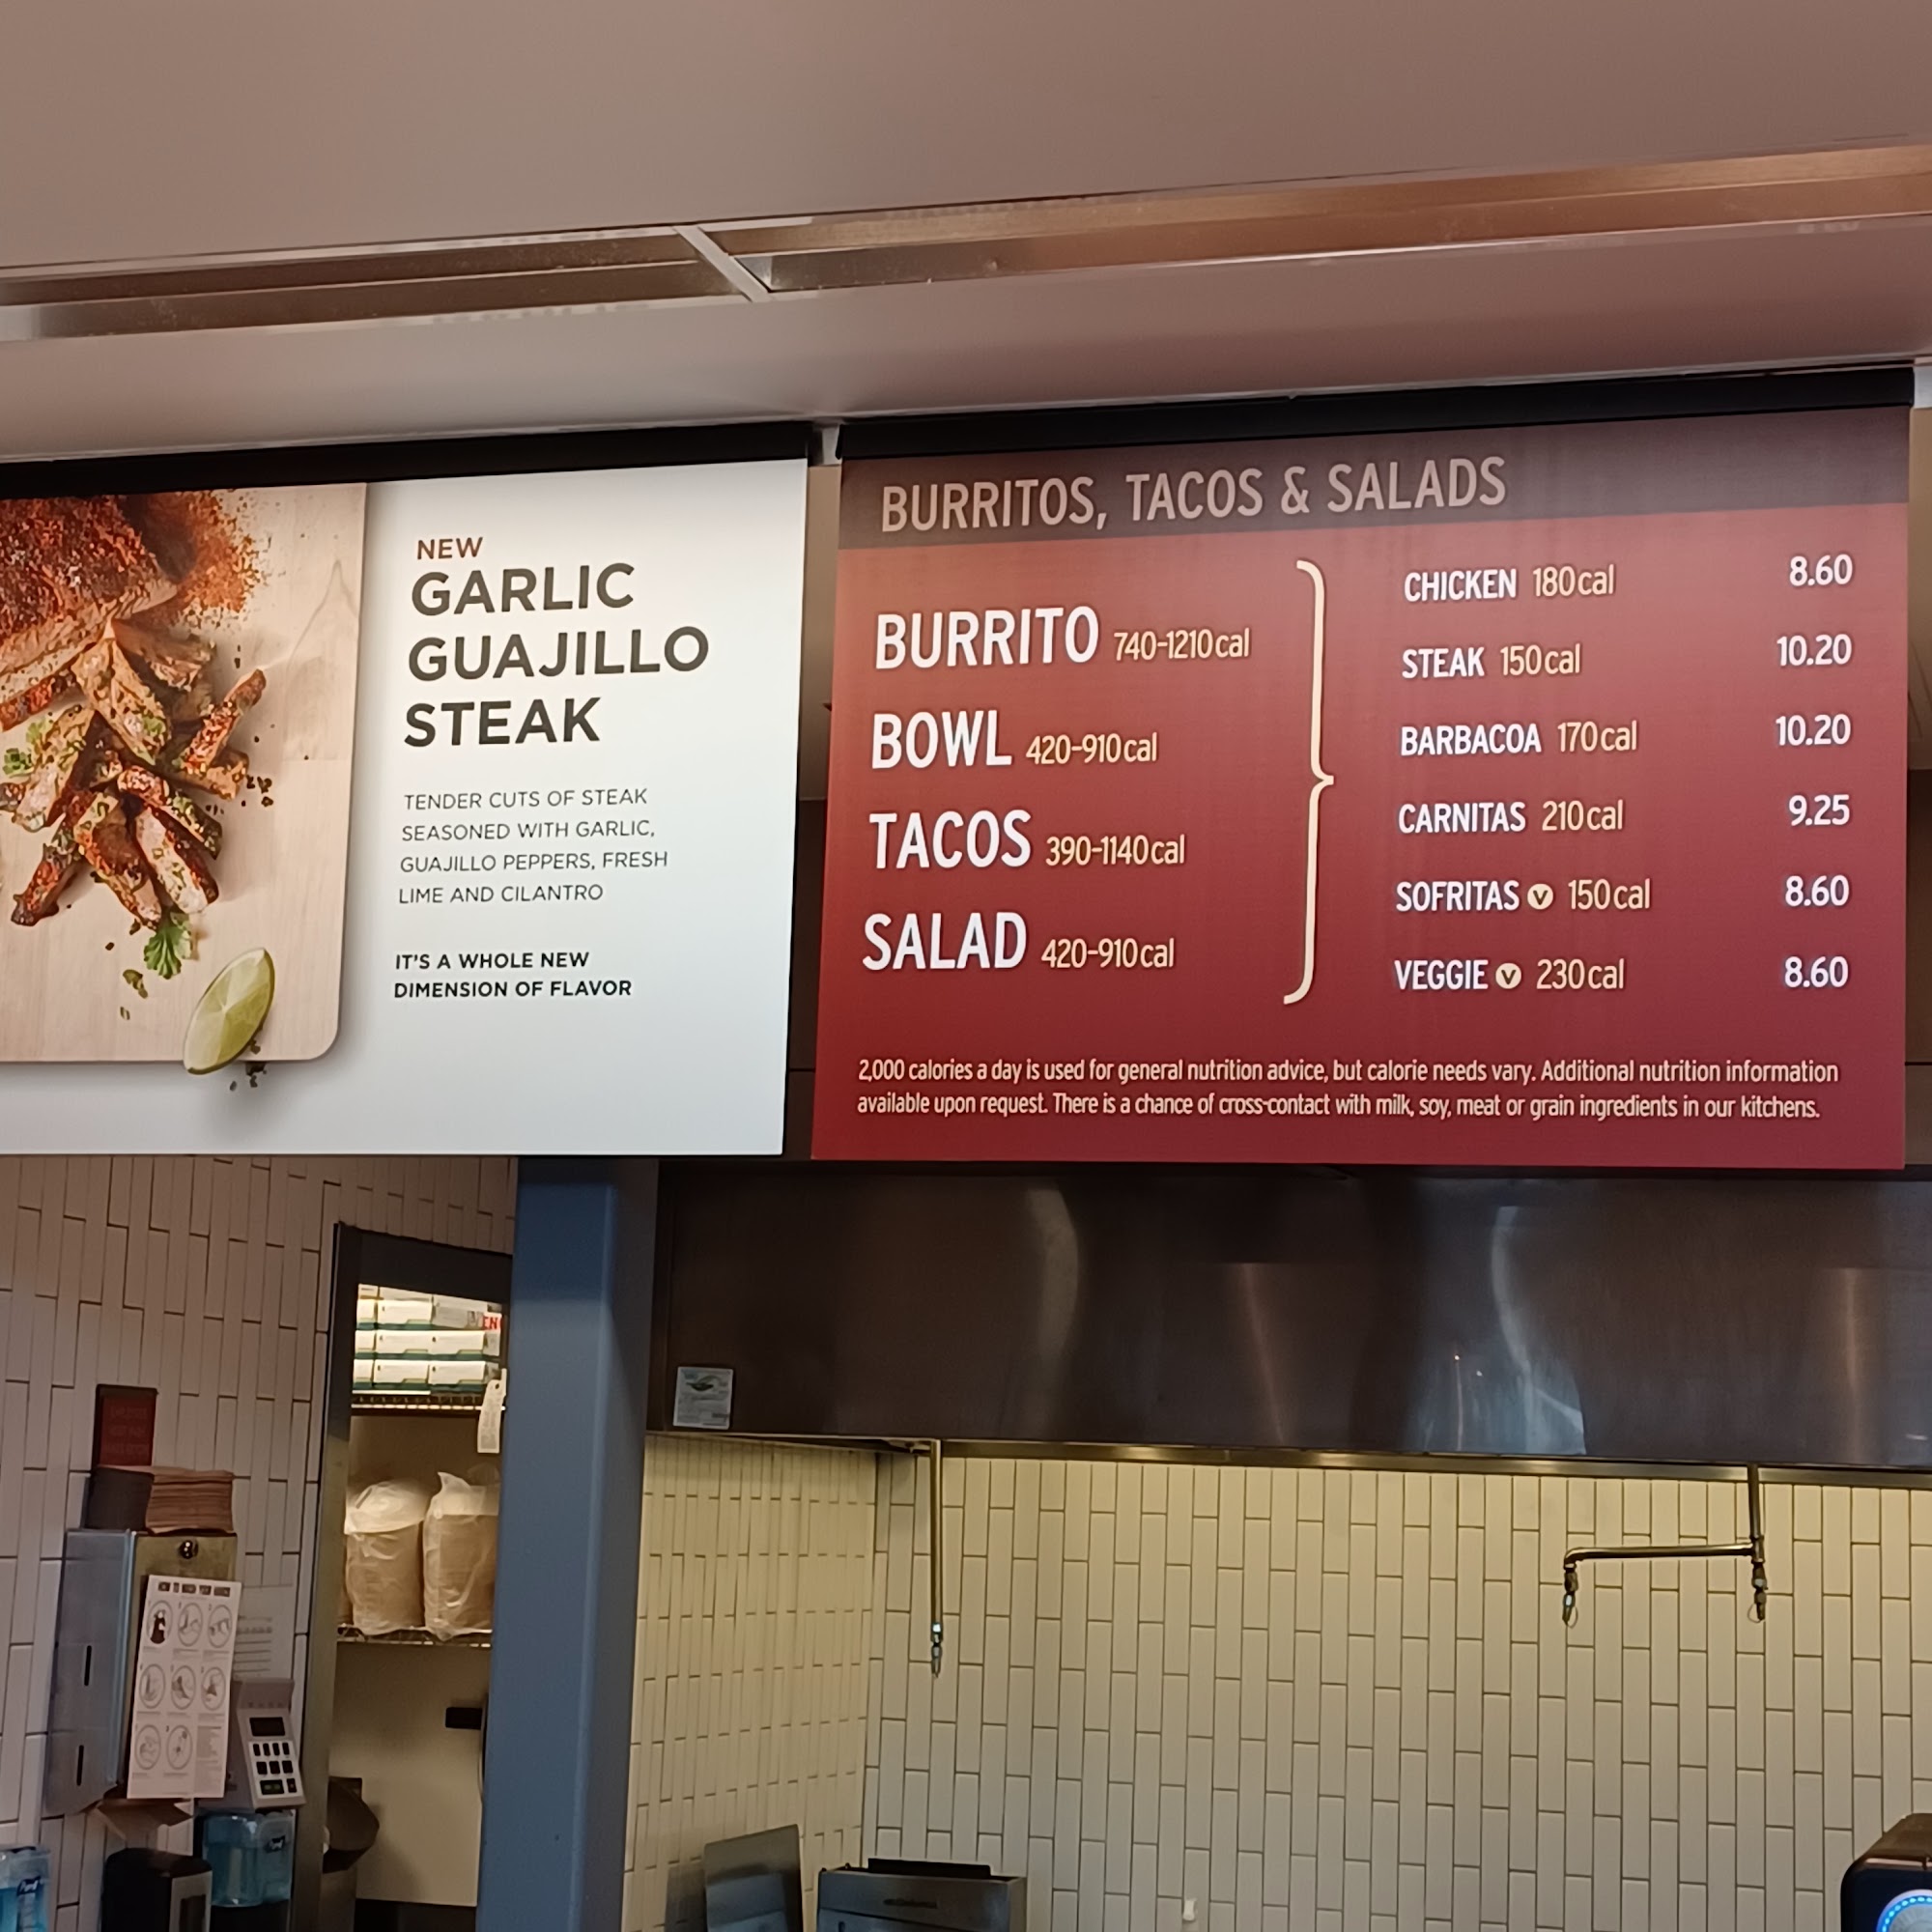 NEW
GARLIC
GUAJILLO
STEAK
TENDER CUTS OF STEAK
SEASONED WITH GARLIC,
GUAJILLO PEPPERS, FRESH
LIME AND CILANTRO
IT'S A WHOLE NEW
DIMENSION OF FLAVOR
BURRITOS, TACOS & SALADS
BURRITO 740-1210cal
BOWL 420-910cal
TACOS 390-1140cal
SALAD 420-910cal
CHICKEN 180cal 8.60
STEAK 150cal 10.20
BARBACOA 170cal 10.20
CARNITAS 210cal 9.25
SOFRITAS V 150cal 8.60
VEGGIE V 230cal 8.60
2,000 calories a day is used for general nutrition advice, but calorie needs vary. Additional nutrition information
available upon request. There is a chance of cross-contact with milk, soy, meat or grain ingredients in our kitchens.